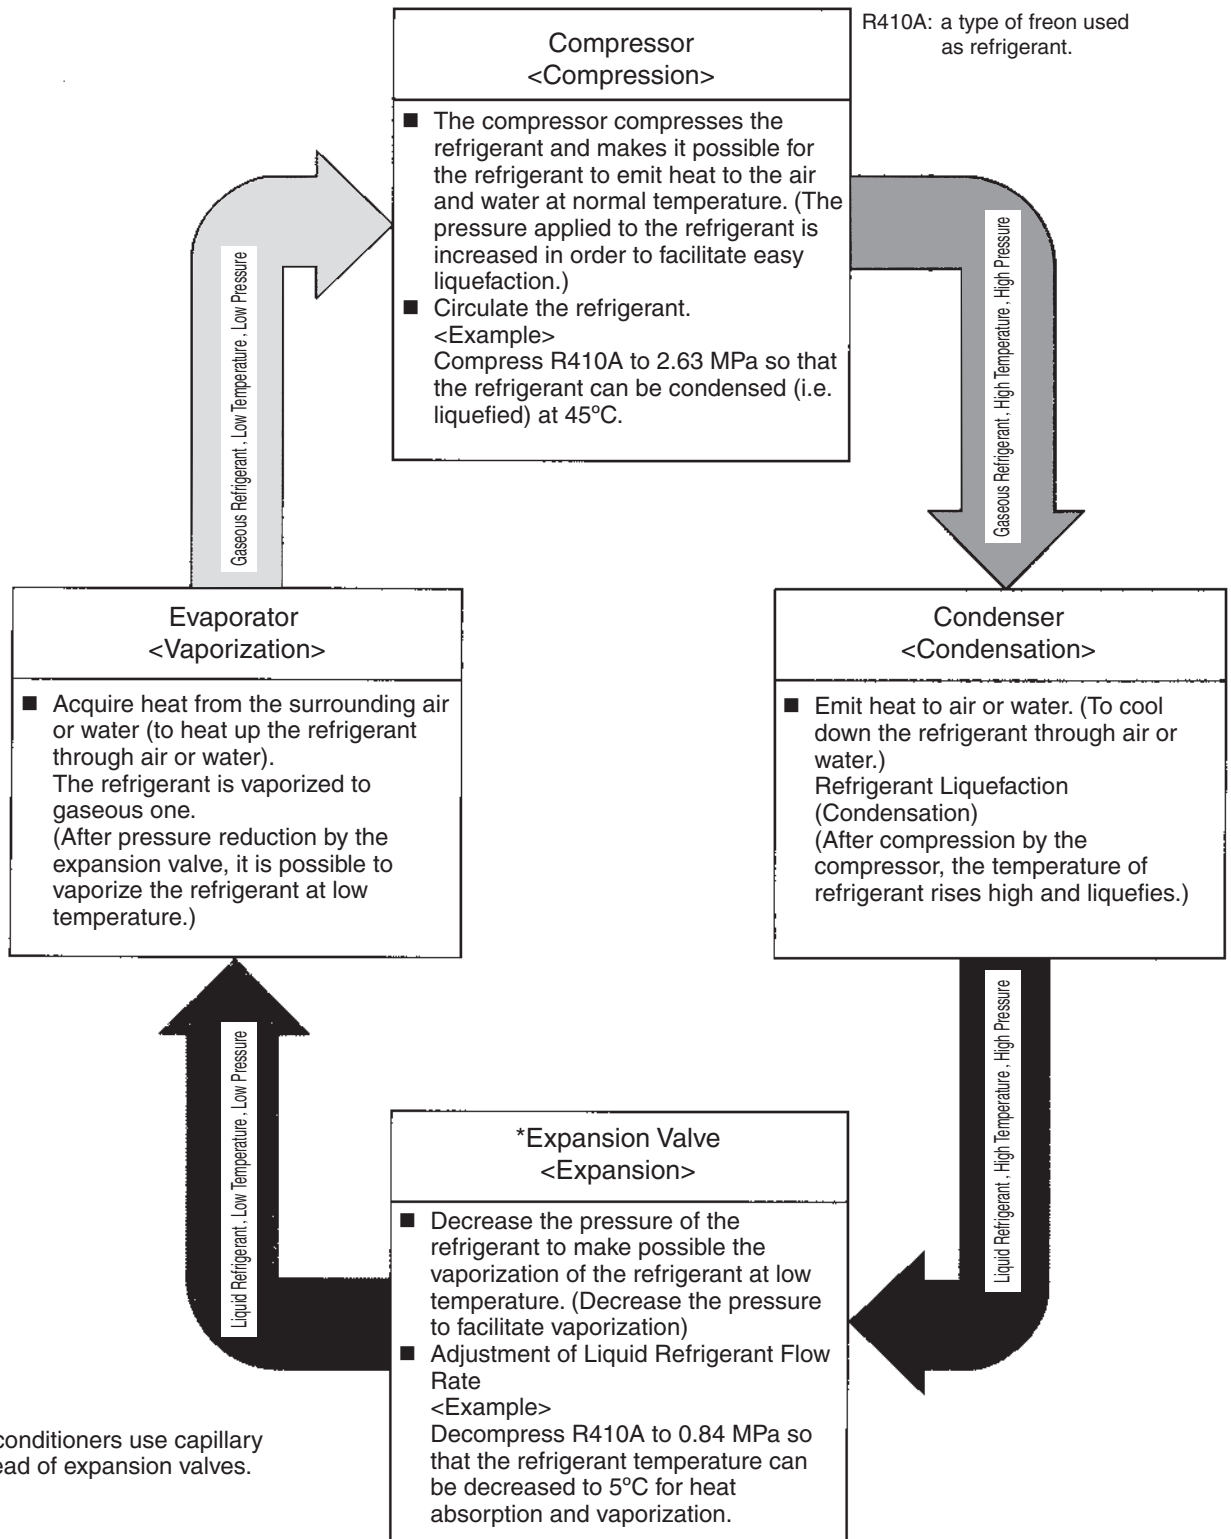 R410A: a type of freon used
as refrigerant.
Compressor
<Compression>
■ The compressor compresses the
refrigerant and makes it possible for
the refrigerant to emit heat to the air
and water at normal temperature. (The
pressure applied to the refrigerant is
increased in order to facilitate easy
liquefaction.)
■ Circulate the refrigerant.
<Example>
Compress R410A to 2.63 MPa so that
the refrigerant can be condensed (i.e.
liquefied) at 45ºC.
Gaseous Refrigerant , Low Temperature , Low Pressure
Gaseous Refrigerant , High Temperature , High Pressure
Evaporator
<Vaporization>
■ Acquire heat from the surrounding air
or water (to heat up the refrigerant
through air or water).
The refrigerant is vaporized to
gaseous one.
(After pressure reduction by the
expansion valve, it is possible to
vaporize the refrigerant at low
temperature.)
Condenser
<Condensation>
■ Emit heat to air or water. (To cool
down the refrigerant through air or
water.)
Refrigerant Liquefaction
(Condensation)
(After compression by the
compressor, the temperature of
refrigerant rises high and liquefies.)
Liquid Refrigerant , Low Temperature , Low Pressure
Liquid Refrigerant , High Temperature , High Pressure
*Expansion Valve
<Expansion>
■ Decrease the pressure of the
refrigerant to make possible the
vaporization of the refrigerant at low
temperature. (Decrease the pressure
to facilitate vaporization)
■ Adjustment of Liquid Refrigerant Flow
Rate
<Example>
Decompress R410A to 0.84 MPa so
that the refrigerant temperature can
be decreased to 5ºC for heat
absorption and vaporization.
conditioners use capillary
ead of expansion valves.